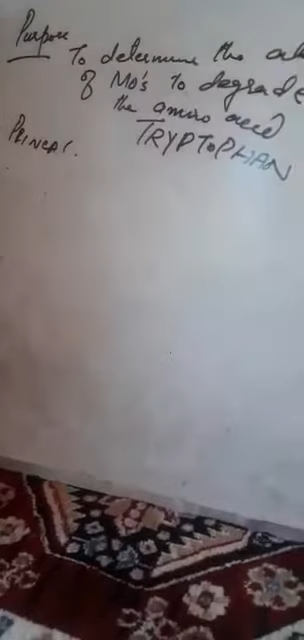 Purpose
To determine the
of MO's To degrade
the amino acid
TRYPTOPHAN